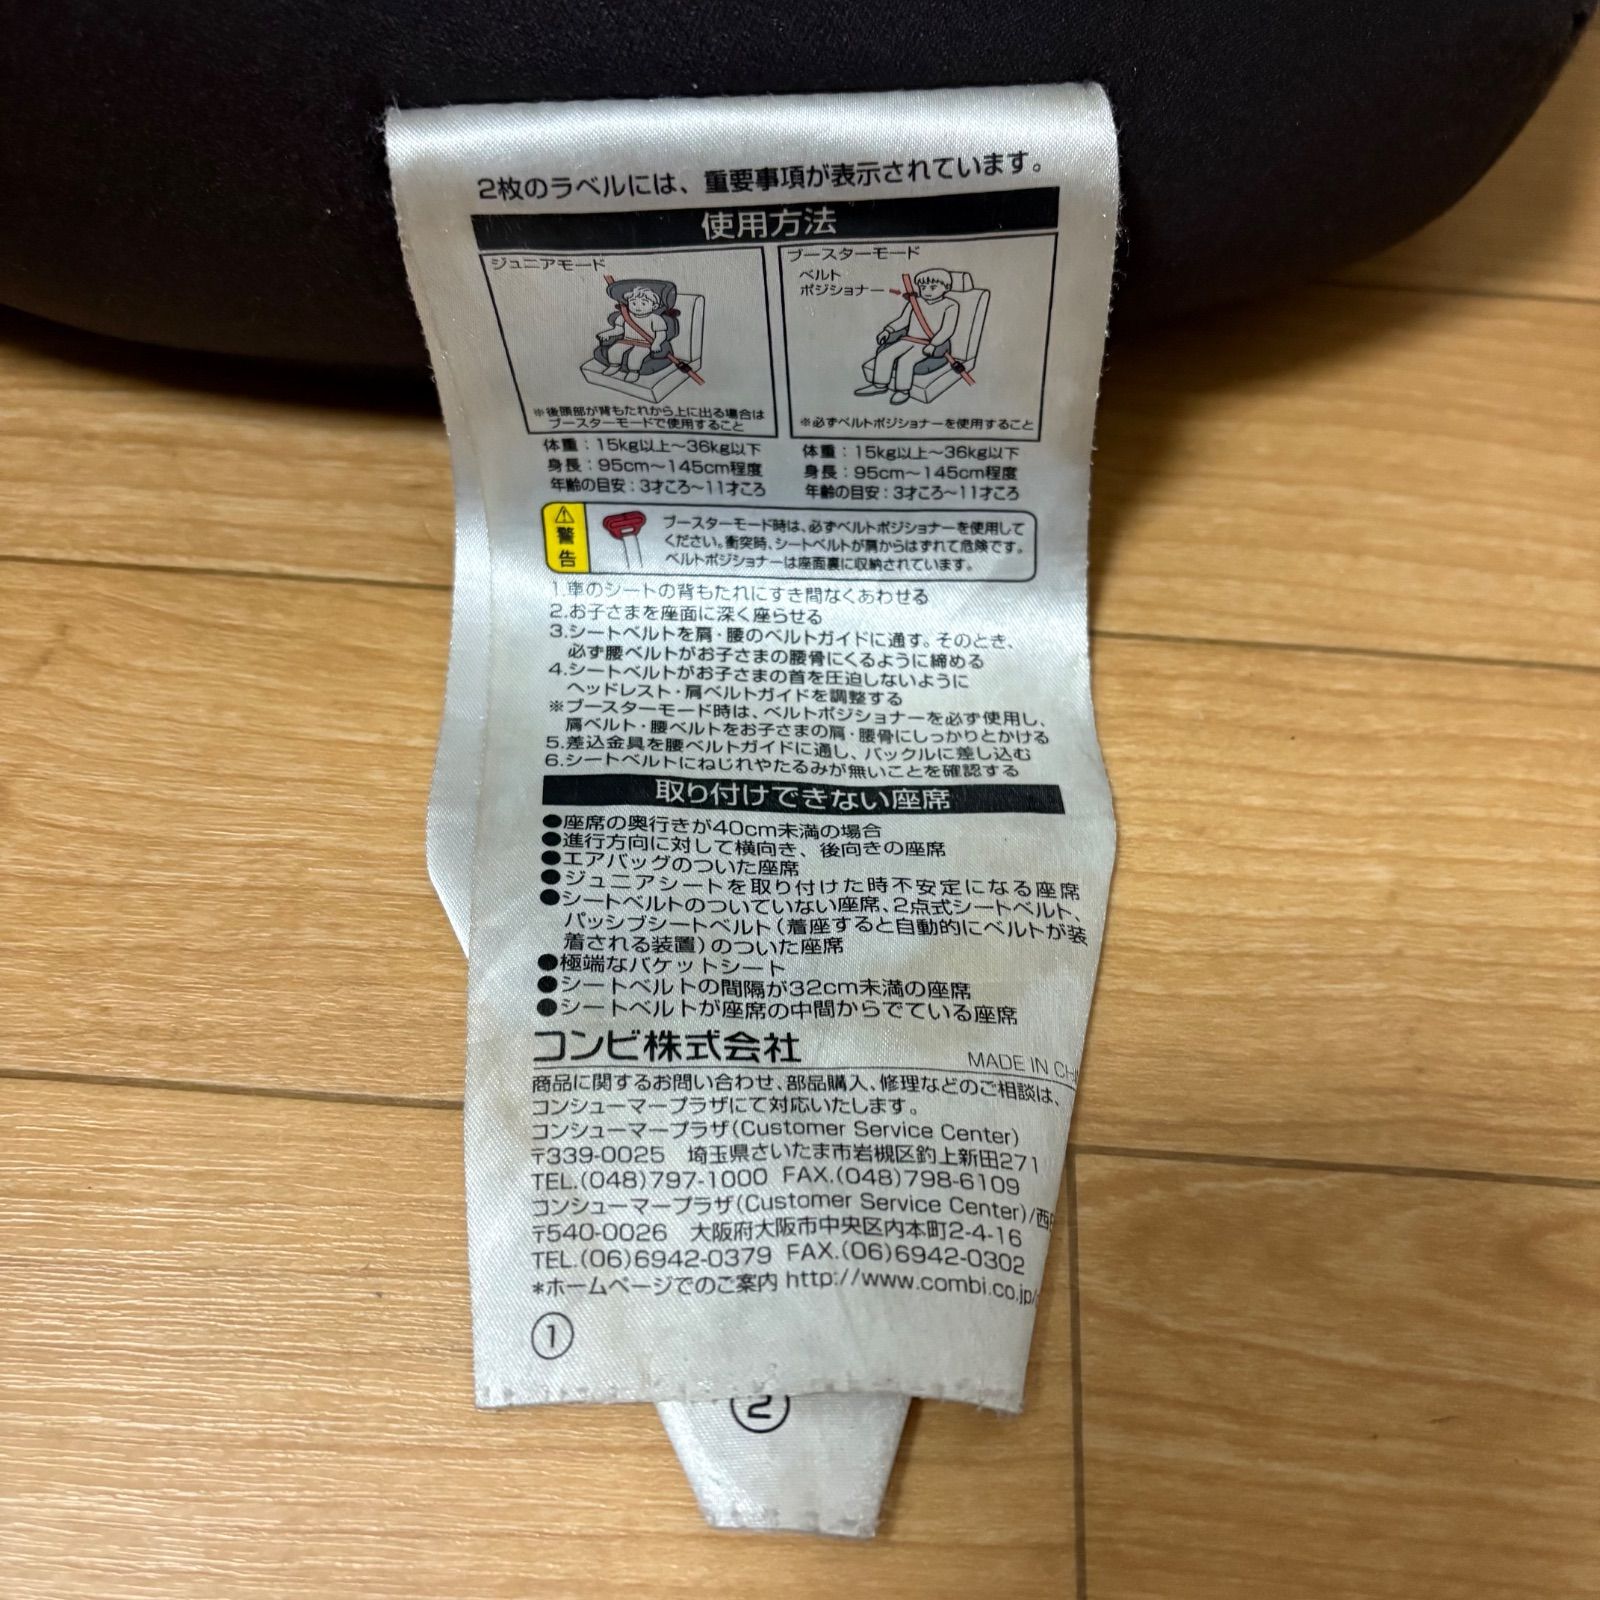 2枚のラベルには、重要事項が表示されています。
使用方法
ジュニアモード
※後頭部が背もたれから上に出る場合は
ブースターモードで使用すること
体重：15kg以上～36kg以下
身長：95cm～145cm程度
年齢の目安：3才ころ～11才ころ
ブースターモード
ベルト
ポジショナー
※必ずベルトポジショナーを使用すること
体重：15kg以上～36kg以下
身長：95cm～145cm程度
年齢の目安：3才ころ～11才ころ
警告
ブースターモード時は、必ずベルトポジショナーを使用して
ください。衝突時、シートベルトが肩からはずれて危険です。
ベルトポジショナーは座面裏に収納されています。
1.車のシートの背もたれにすき間なくあわせる
2.お子さまを座面に深く座らせる
3.シートベルトを肩・腰のベルトガイドに通す。そのとき、
必ず腰ベルトがお子さまの腰骨にくるように締める
4.シートベルトがお子さまの首を圧迫しないように
ヘッドレスト・肩ベルトガイドを調整する
※ブースターモード時は、ベルトポジショナーを必ず使用し、
肩ベルト・腰ベルトをお子さまの肩・腰骨にしっかりとかける
5.差込金具を腰ベルトガイドに通し、バックルに差し込む
6.シートベルトにねじれやたるみが無いことを確認する
取り付けできない座席
●座席の奥行きが40cm未満の場合
●進行方向に対して横向き、後向きの座席
●エアバッグのついた座席
●ジュニアシートを取り付けた時不安定になる座席
●シートベルトのついていない座席、2点式シートベルト、
パッシブシートベルト（着座すると自動的にベルトが装
着される装置）のついた座席
●極端なバケットシート
●シートベルトの間隔が32cm未満の座席
●シートベルトが座席の中間からでている座席
コンビ株式会社
MADE IN
商品に関するお問い合わせ、部品購入、修理などのご相談は、
コンシューマープラザにて対応いたします。
コンシューマープラザ(Customer Service Center)
〒339-0025 埼玉県さいたま市岩槻区釣上新田271
TEL.(048)797-1000 FAX.(048)798-6109
コンシューマープラザ(Customer Service Center)/西
〒540-0026 大阪府大阪市中央区内本町2-4-16
TEL.(06)6942-0379 FAX.(06)6942-0302
*ホームページでのご案内 http://www.combi.co.jp/
①
②